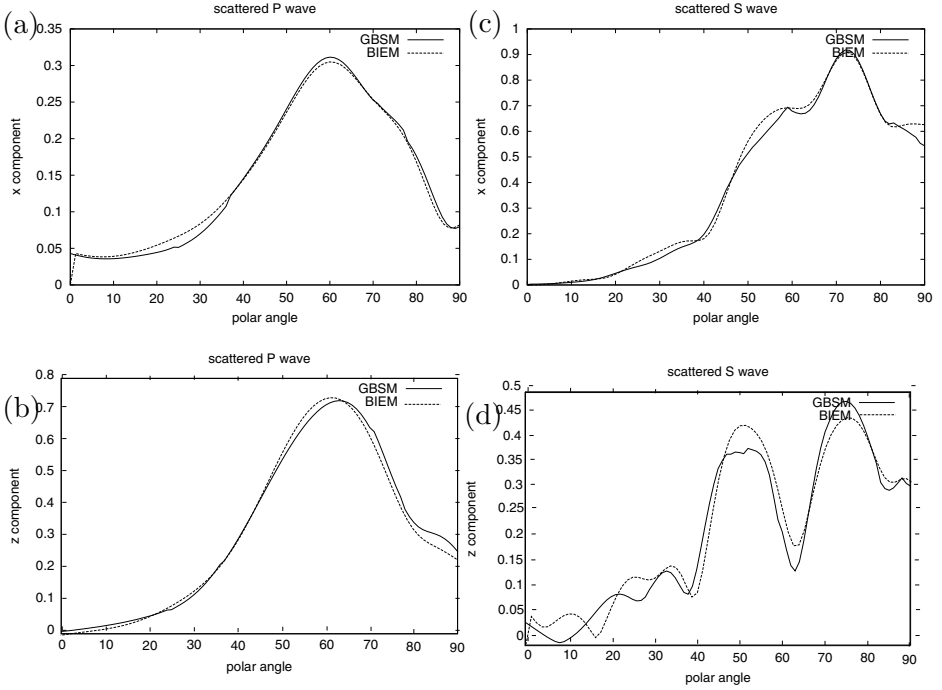 (a)
scattered P wave
0.35
0.3
0.25
0.2
0.15
0.1
0.05
0
x component
GBSM
BIEM
0 10 20 30 40 50 60 70 80 90
polar angle
(c)
scattered S wave
1
0.9
0.8
0.7
0.6
0.5
0.4
0.3
0.2
0.1
0
x component
GBSM
BIEM
0 10 20 30 40 50 60 70 80 90
polar angle
(b)
scattered P wave
0.8
0.7
0.6
0.5
0.4
0.3
0.2
0.1
0
z component
GBSM
BIEM
0 10 20 30 40 50 60 70 80 90
polar angle
(d)
scattered S wave
0.5
0.45
0.4
0.35
0.3
0.25
0.2
0.15
0.1
0.05
0
z component
GBSM
BIEM
0 10 20 30 40 50 60 70 80 90
polar angle